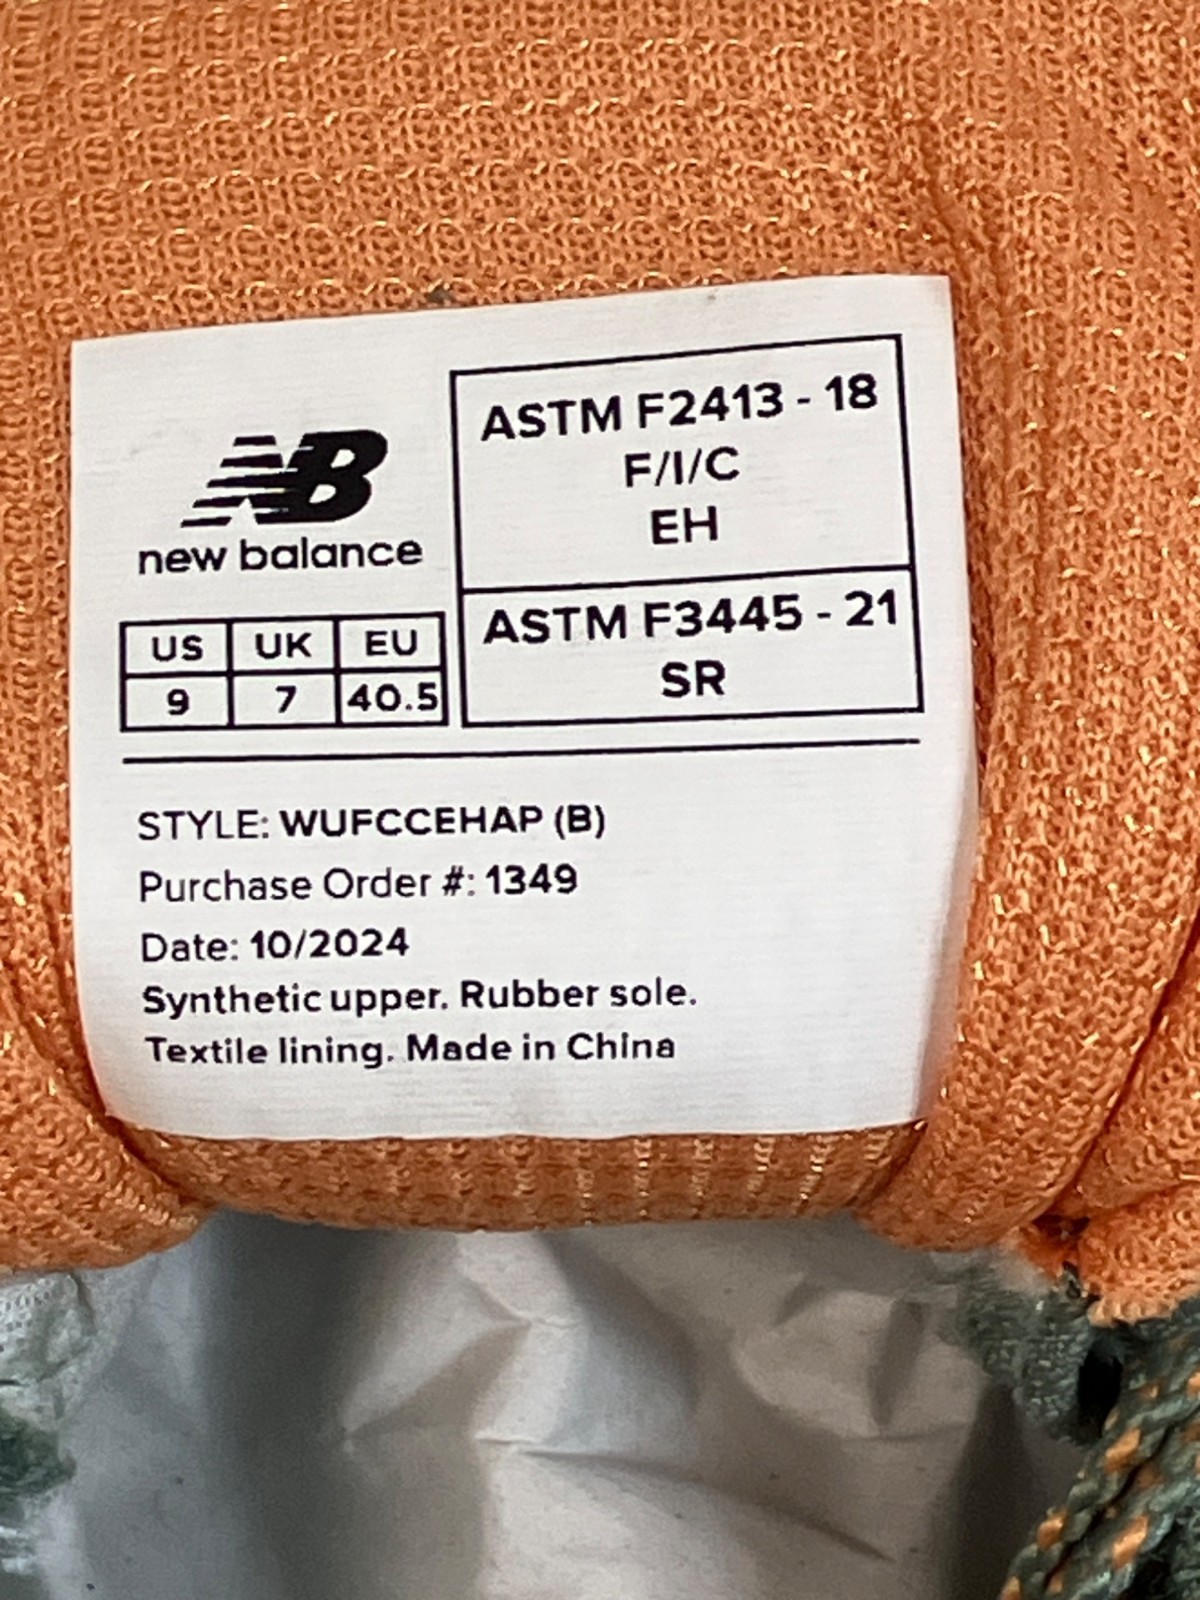 NB
new balance
ASTM F2413 - 18
F/I/C
EH
ASTM F3445 - 21
SR
US UK EU
9 7 40.5
STYLE: WUFCCEHAP (B)
Purchase Order #: 1349
Date: 10/2024
Synthetic upper. Rubber sole.
Textile lining. Made in China